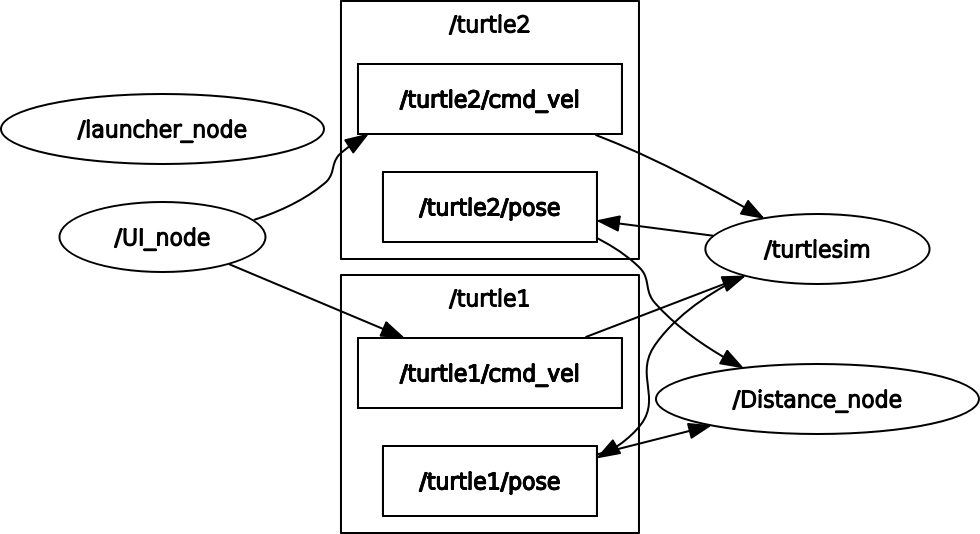 /turtle2
/turtle2/cmd_vel
/launcher_node
/turtle2/pose
/UI_node
/turtlesim
/turtle1
/turtle1/cmd_vel
/Distance_node
/turtle1/pose